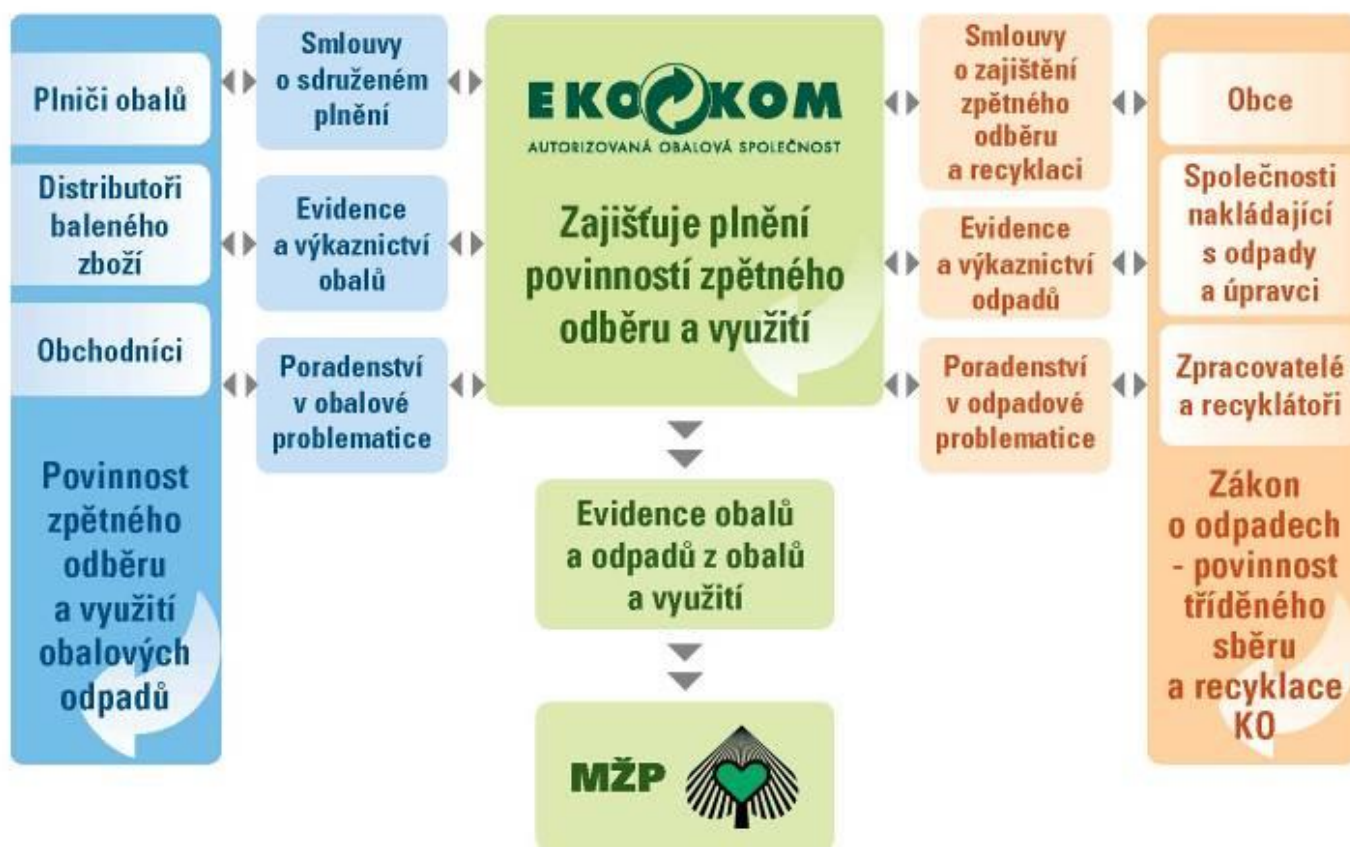 Plniči obalů
Distributoři
baleného
zboží
Obchodníci
Povinnost
zpětného
odběru
a využití
obalových
odpadů
Smlouvy
o sdruženém
plnění
Evidence
a výkaznictví
obalů
Poradenství
v obalové
problematice
EKO KOM
AUTORIZOVANÁ OBALOVÁ SPOLEČNOST
Zajišťuje plnění
povinností zpětného
odběru a využití
Evidence obalů
a odpadů z obalů
a využití
MŽP
Smlouvy
o zajištění
zpětného
odběru
a recyklaci
Evidence
a výkaznictví
odpadů
Poradenství
v odpadové
problematice
Obce
Společnosti
nakládající
s odpady
a úpravci
Zpracovatelé
a recyklátoři
Zákon
o odpadech
- povinnost
tříděného
sběru
a recyklace
KO